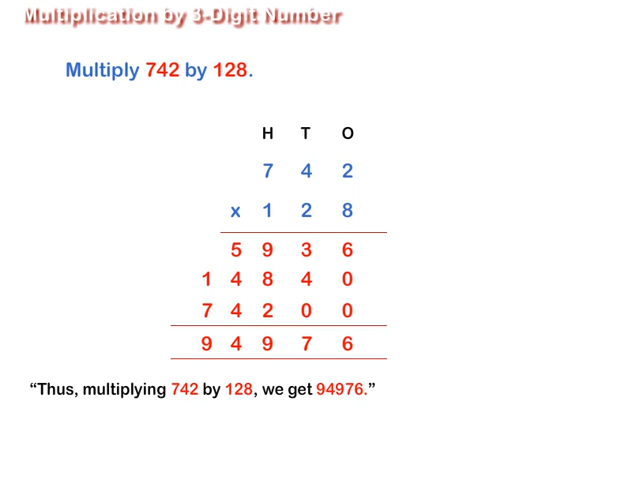 Multiplication by 3-Digit Number
Multiply 742 by 128.
H T O
7 4 2
x 1 2 8
5 9 3 6
1 4 8 4 0
7 4 2 0 0
9 4 9 7 6
“Thus, multiplying 742 by 128, we get 94976.”